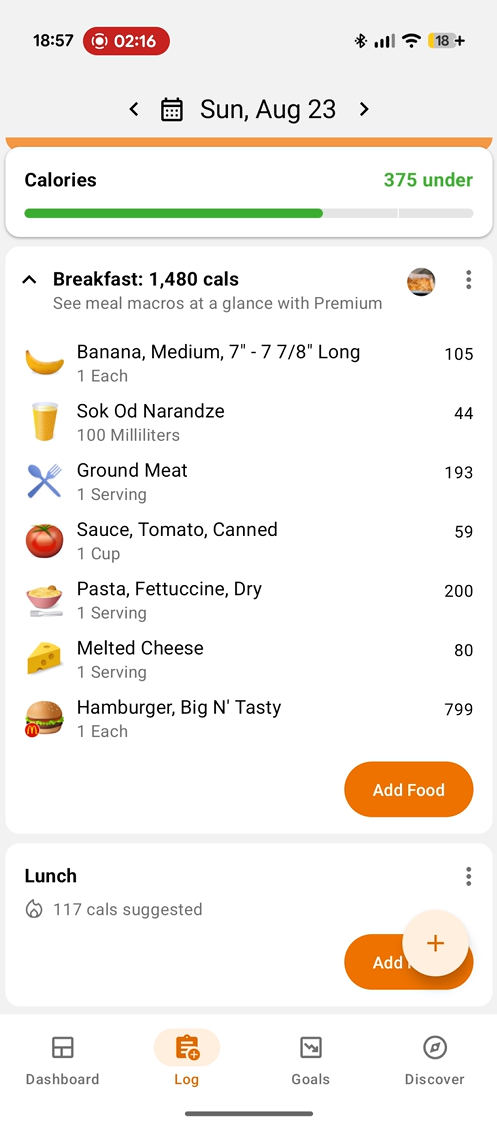 18:57
02:16
18+
Sun, Aug 23
Calories
375 under
Breakfast: 1,480 cals
See meal macros at a glance with Premium
Banana, Medium, 7" - 7 7/8" Long
105
1 Each
Sok Od Narandze
44
100 Milliliters
Ground Meat
193
1 Serving
Sauce, Tomato, Canned
59
1 Cup
Pasta, Fettuccine, Dry
200
1 Serving
Melted Cheese
80
1 Serving
Hamburger, Big N' Tasty
799
1 Each
Add Food
Lunch
117 cals suggested
Add
Dashboard
Log
Goals
Discover